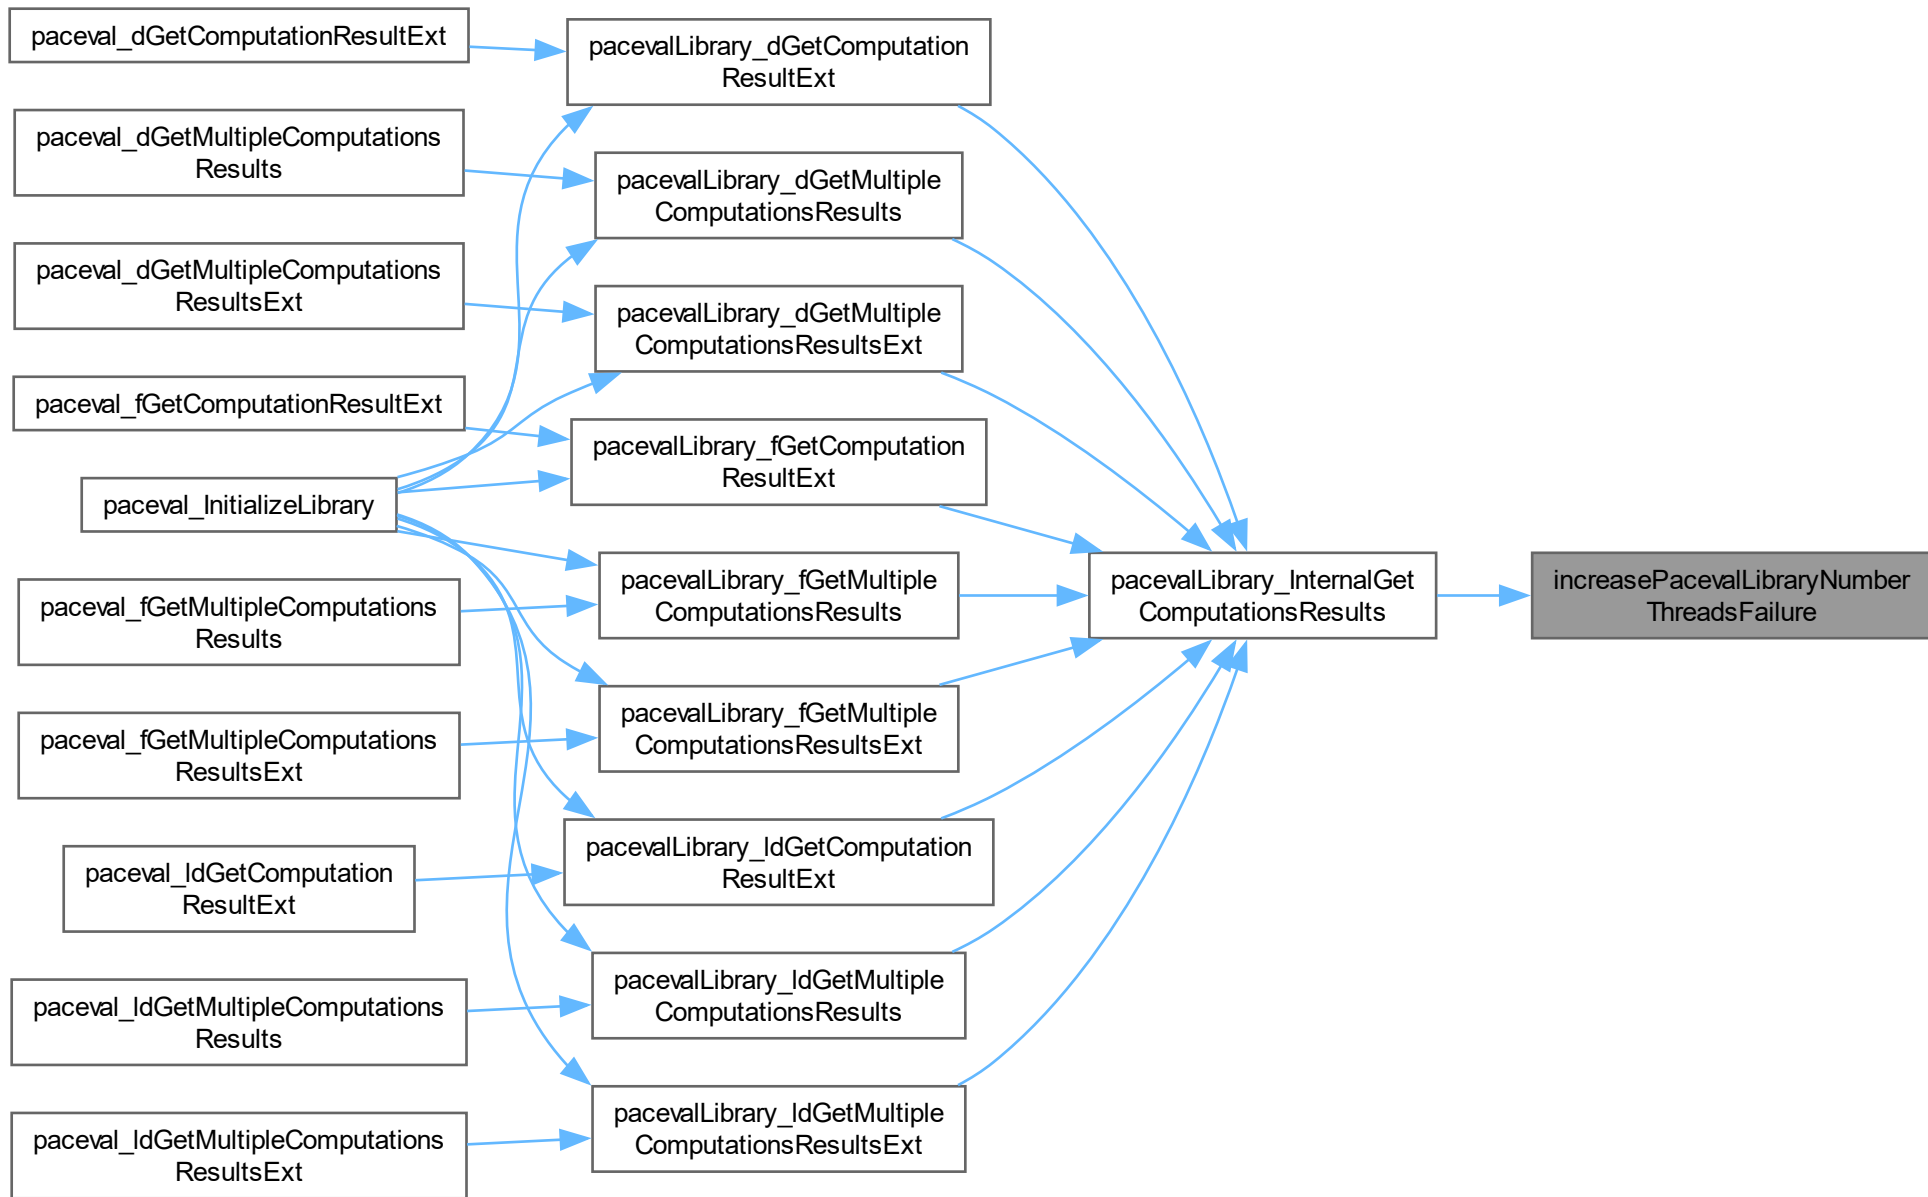 paceval_dGetComputationResultExt
paceval_dGetMultipleComputations
Results
paceval_dGetMultipleComputations
ResultsExt
paceval_fGetComputationResultExt
paceval_InitializeLibrary
paceval_fGetMultipleComputations
Results
paceval_fGetMultipleComputations
ResultsExt
paceval_ldGetComputation
ResultExt
paceval_ldGetMultipleComputations
Results
paceval_ldGetMultipleComputations
ResultsExt
pacevalLibrary_dGetComputation
ResultExt
pacevalLibrary_dGetMultiple
ComputationsResults
pacevalLibrary_dGetMultiple
ComputationsResultsExt
pacevalLibrary_fGetComputation
ResultExt
pacevalLibrary_fGetMultiple
ComputationsResults
pacevalLibrary_fGetMultiple
ComputationsResultsExt
pacevalLibrary_ldGetComputation
ResultExt
pacevalLibrary_ldGetMultiple
ComputationsResults
pacevalLibrary_ldGetMultiple
ComputationsResultsExt
pacevalLibrary_InternalGet
ComputationsResults
increasePacevalLibraryNumber
ThreadsFailure